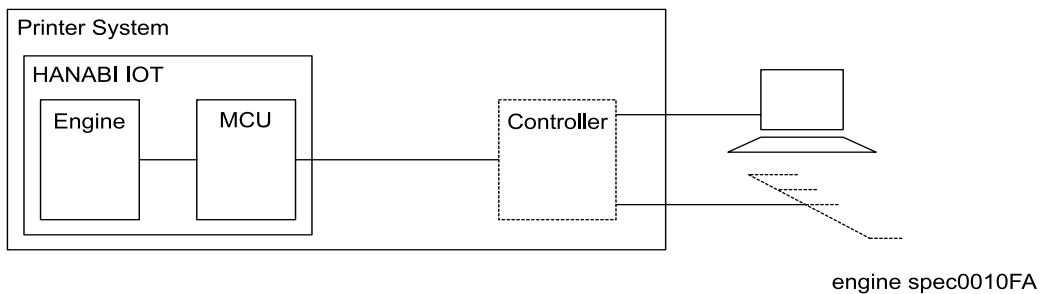 Printer System
HANABI IOT
Engine
MCU
Controller
engine spec0010FA